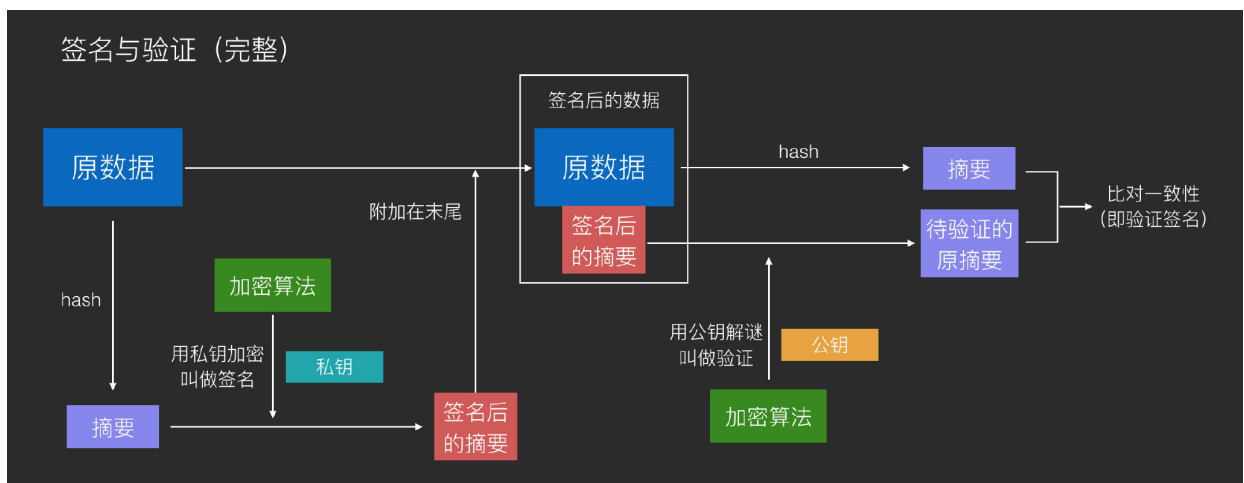 签名与验证（完整）
签名后的数据
原数据
原数据
hash
摘要
附加在末尾
签名后
的摘要
待验证的
原摘要
比对一致性
(即验证签名)
hash
加密算法
用私钥加密
叫做签名
私钥
用公钥解谜
叫做验证
公钥
摘要
签名后
的摘要
加密算法